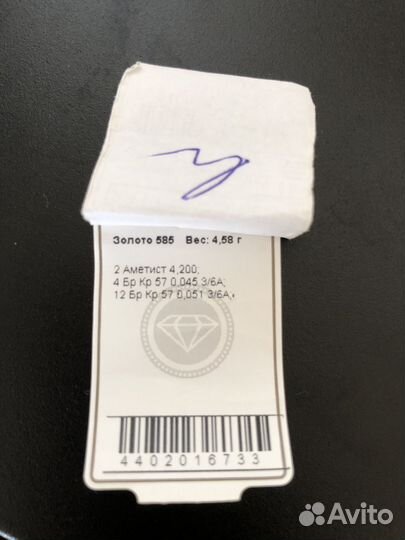 Золото 585 Вес: 4,58 г
2 Аметист 4,200;
4 Бр Кр 57 0,045 3/6А;
12 Бр Кр 57 0,051 3/6А,
4402016733
Avito